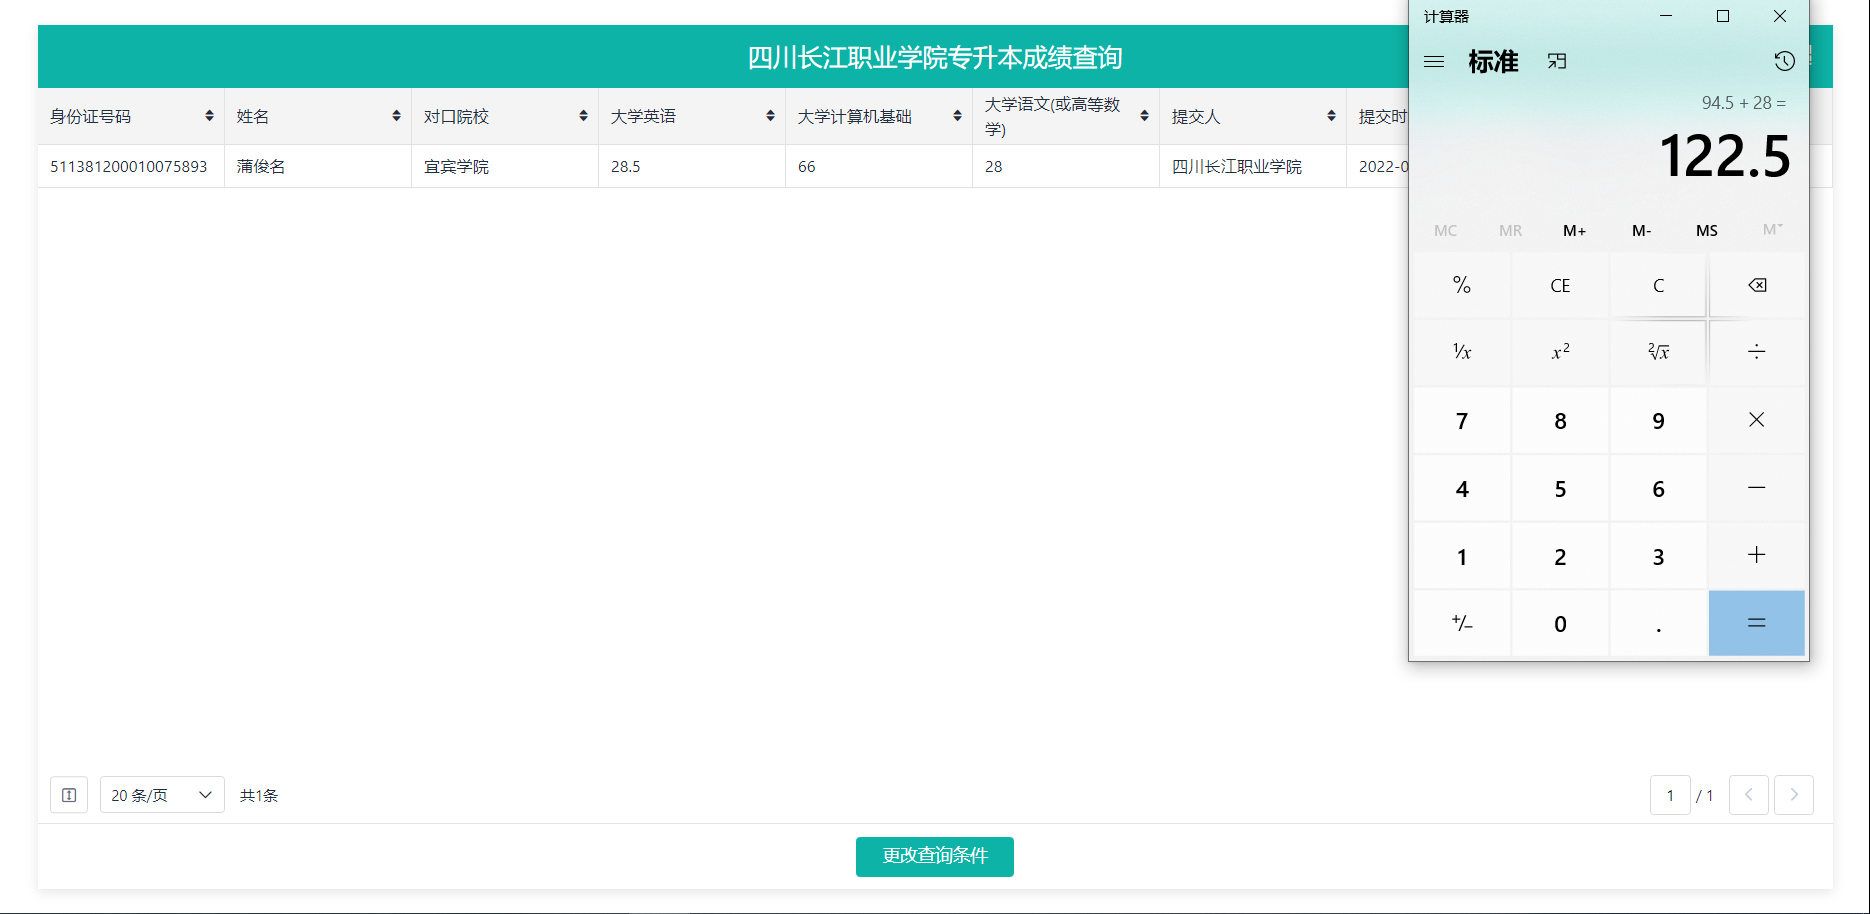 四川长江职业学院专升本成绩查询
身份证号码
姓名
对口院校
大学英语
大学计算机基础
大学语文(或高等数
学)
提交人
提交时
511381200010075893
蒲俊名
宜宾学院
28.5
66
28
四川长江职业学院
2022-0
计算器
标准
94.5 + 28 =
122.5
MC MR M+ M- MS M˅
% CE C
¹/x x² ²√x ÷
7 8 9 ×
4 5 6 −
1 2 3 +
+/− 0 . =
20 条/页
共1条
1 / 1
更改查询条件